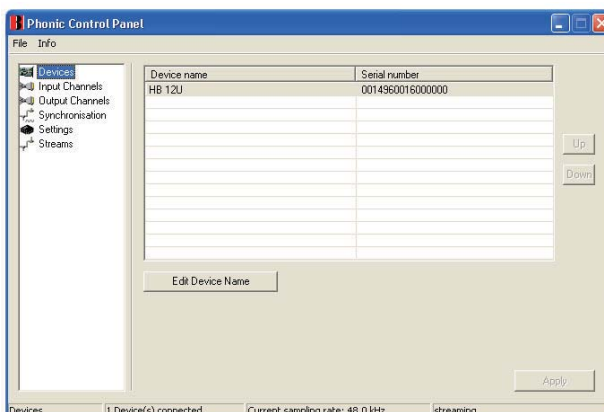 Phonic Control Panel
File Info
Devices
Input Channels
Output Channels
Synchronisation
Settings
Streams
Device name Serial number
HB 12U 0014960016000000
Up
Down
Edit Device Name
Apply
Devices 1 Device(s) connected Current sampling rate: 48.0 kHz streaming